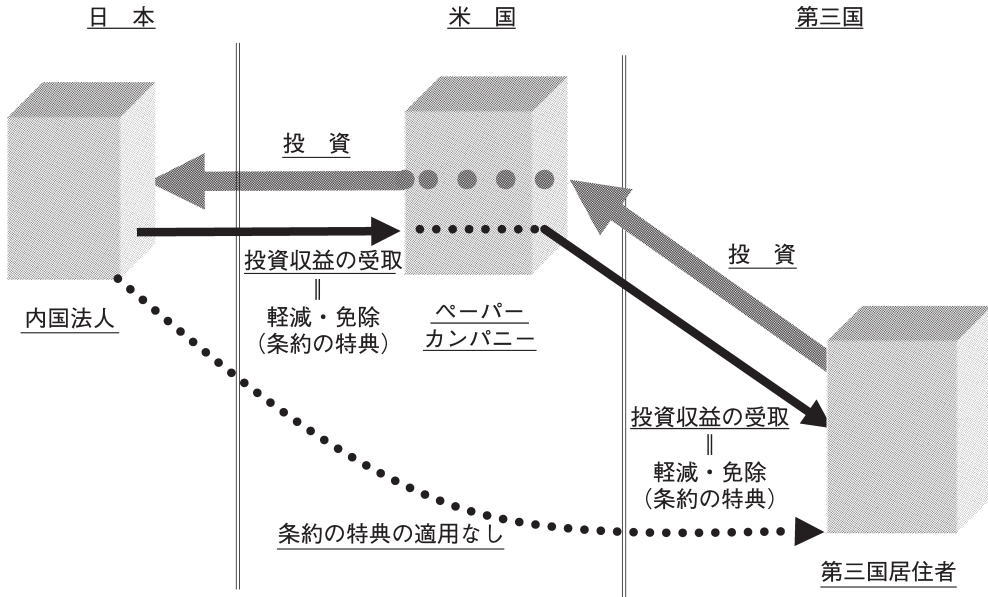 日　本
米　国
第三国
投　資
投資収益の受取
‖
軽減・免除
（条約の特典）
内国法人
ペーパー
カンパニー
投　資
投資収益の受取
‖
軽減・免除
（条約の特典）
条約の特典の適用なし
第三国居住者